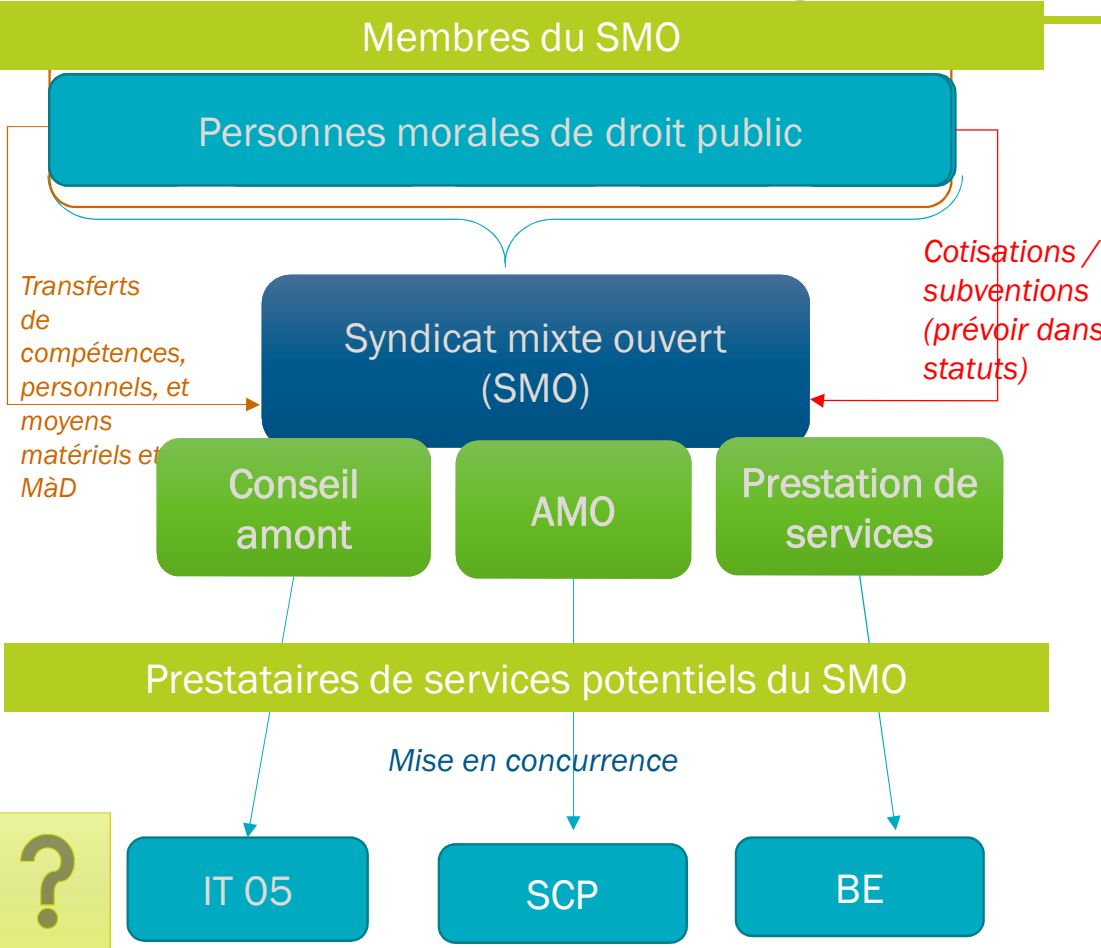 Membres du SMO
Personnes morales de droit public
Transferts
de
compétences,
personnels, et
moyens
matériels et
MàD
Cotisations /
subventions
(prévoir dans
statuts)
Syndicat mixte ouvert
(SMO)
Conseil
amont
AMO
Prestation de
services
Prestataires de services potentiels du SMO
Mise en concurrence
?
IT 05
SCP
BE